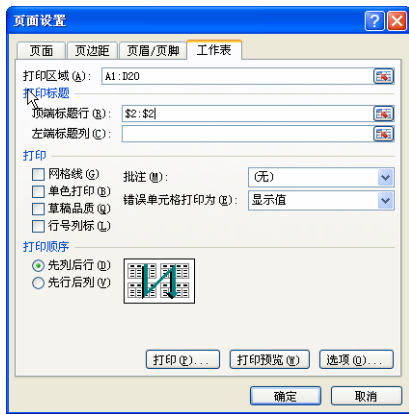 页面设置
页面 页边距 页眉/页脚 工作表
打印区域(A): A1:D20
打印标题
顶端标题行(R): $2:$2
左端标题列(C):
打印
网格线(G) 批注(M): (无)
单色打印(B)
错误单元格打印为(E): 显示值
草稿品质(Q)
行号列标(L)
打印顺序
先列后行(D)
先行后列(V)
打印(P)... 打印预览(W) 选项(O)...
确定 取消